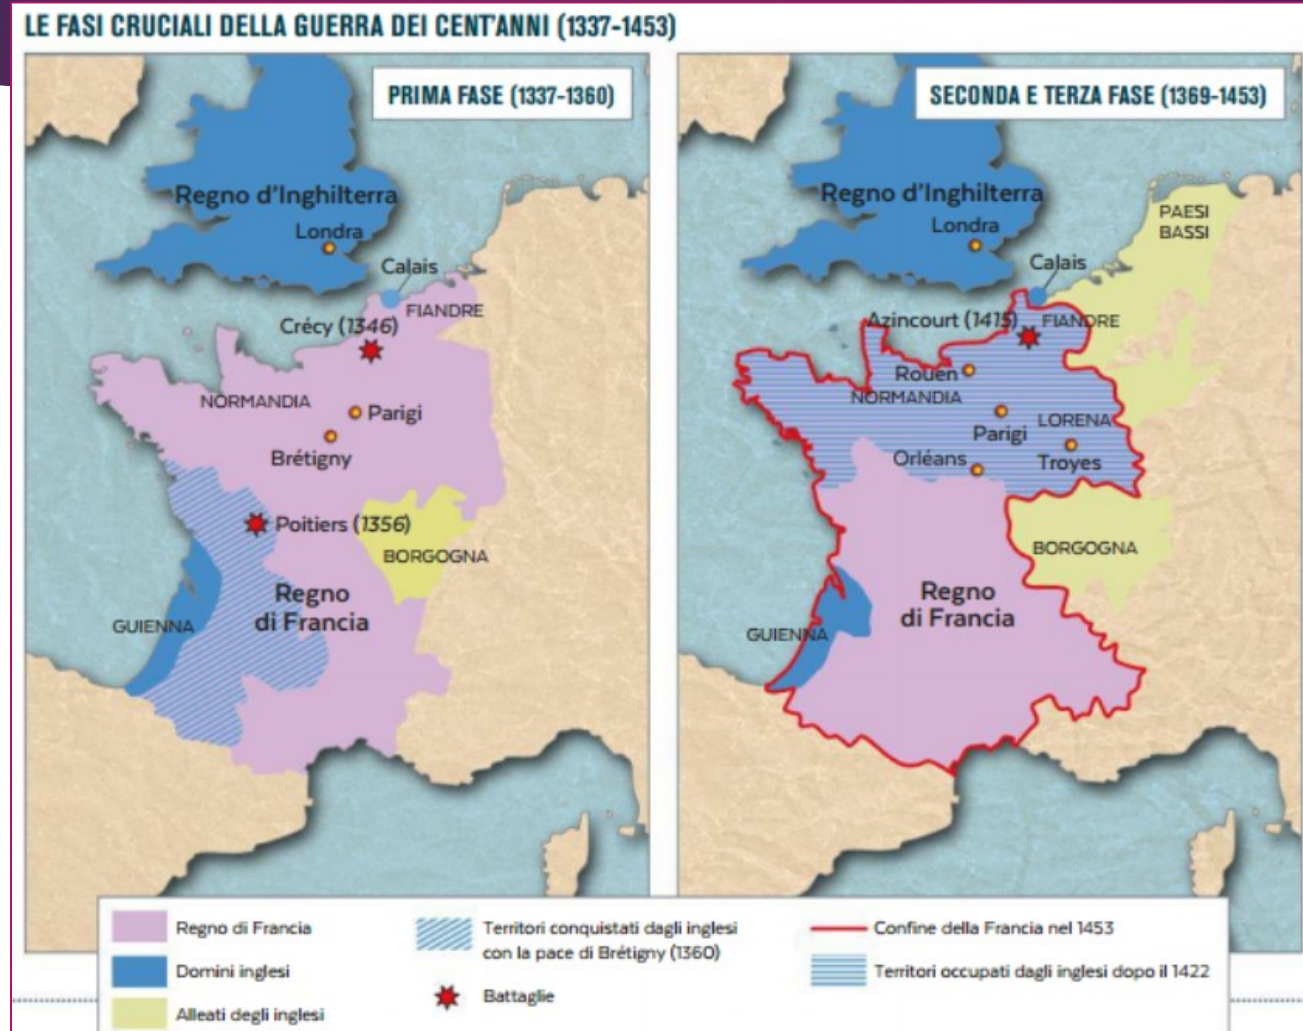 LE FASI CRUCIALI DELLA GUERRA DEI CENT'ANNI (1337-1453)
PRIMA FASE (1337-1360)
Regno d'Inghilterra
Londra
Calais
FIANDRE
Crécy (1346)
NORMANDIA
Parigi
Brétigny
Poitiers (1356)
BORGOGNA
Regno
di Francia
GUIENNA
SECONDA E TERZA FASE (1369-1453)
Regno d'Inghilterra
Londra
PAESI
BASSI
Calais
Azincourt (1415)
FIANDRE
Rouen
NORMANDIA
Parigi
LORENA
Orléans
Troyes
BORGOGNA
Regno
di Francia
GUIENNA
Regno di Francia
Domini inglesi
Alleati degli inglesi
Territori conquistati dagli inglesi
con la pace di Brétigny (1360)
Battaglie
Confine della Francia nel 1453
Territori occupati dagli inglesi dopo il 1422